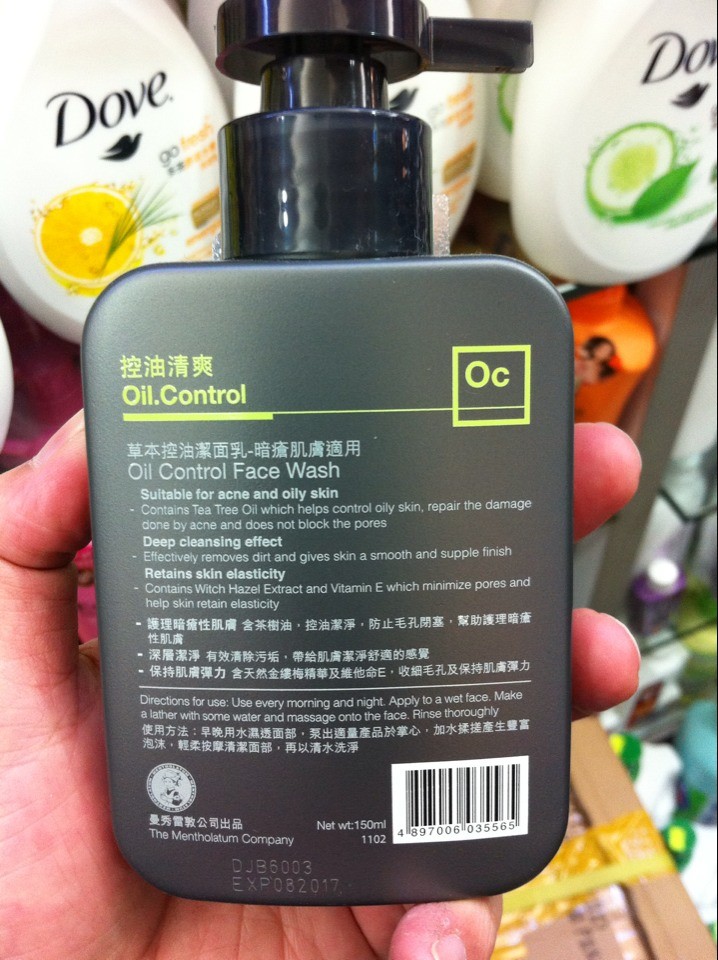 Dove
go fresh
Dov
控油清爽
Oil.Control
Oc
草本控油潔面乳-暗瘡肌膚適用
Oil Control Face Wash
Suitable for acne and oily skin
- Contains Tea Tree Oil which helps control oily skin, repair the damage
done by acne and does not block the pores
Deep cleansing effect
- Effectively removes dirt and gives skin a smooth and supple finish
Retains skin elasticity
- Contains Witch Hazel Extract and Vitamin E which minimize pores and
help skin retain elasticity
- 護理暗瘡性肌膚 含茶樹油，控油潔淨，防止毛孔閉塞，幫助護理暗瘡
性肌膚
- 深層潔淨 有效清除污垢，帶給肌膚潔淨舒適的感覺
- 保持肌膚彈力 含天然金縷梅精華及維他命E，收細毛孔及保持肌膚彈力
Directions for use: Use every morning and night. Apply to a wet face. Make
a lather with some water and massage onto the face. Rinse thoroughly
使用方法：早晚用水濕透面部，泵出適量產品於掌心，加水揉搓產生豐富
泡沫，輕柔按摩清潔面部，再以清水洗淨
曼秀雷敦公司出品
The Mentholatum Company
Net wt:150ml
1102
4 897006 035565
DJB6003
EXP082017